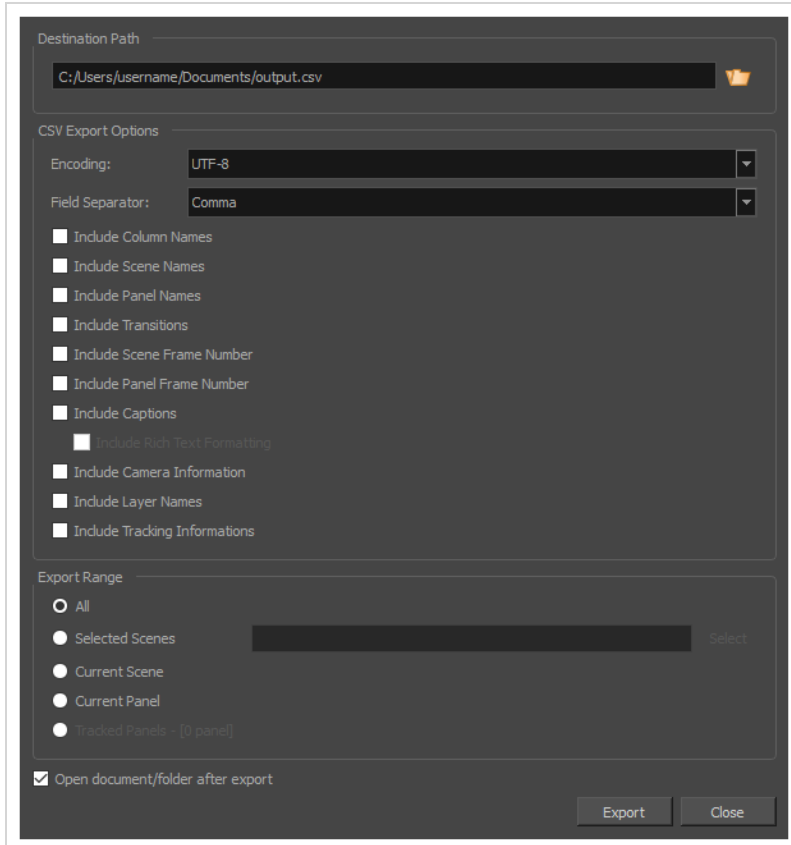 Destination Path
C:/Users/username/Documents/output.csv
CSV Export Options
Encoding: UTF-8
Field Separator: Comma
Include Column Names
Include Scene Names
Include Panel Names
Include Transitions
Include Scene Frame Number
Include Panel Frame Number
Include Captions
Include Rich Text Formatting
Include Camera Information
Include Layer Names
Include Tracking Informations
Export Range
All
Selected Scenes Select
Current Scene
Current Panel
Tracked Panels - [0 panel]
Open document/folder after export
Export Close